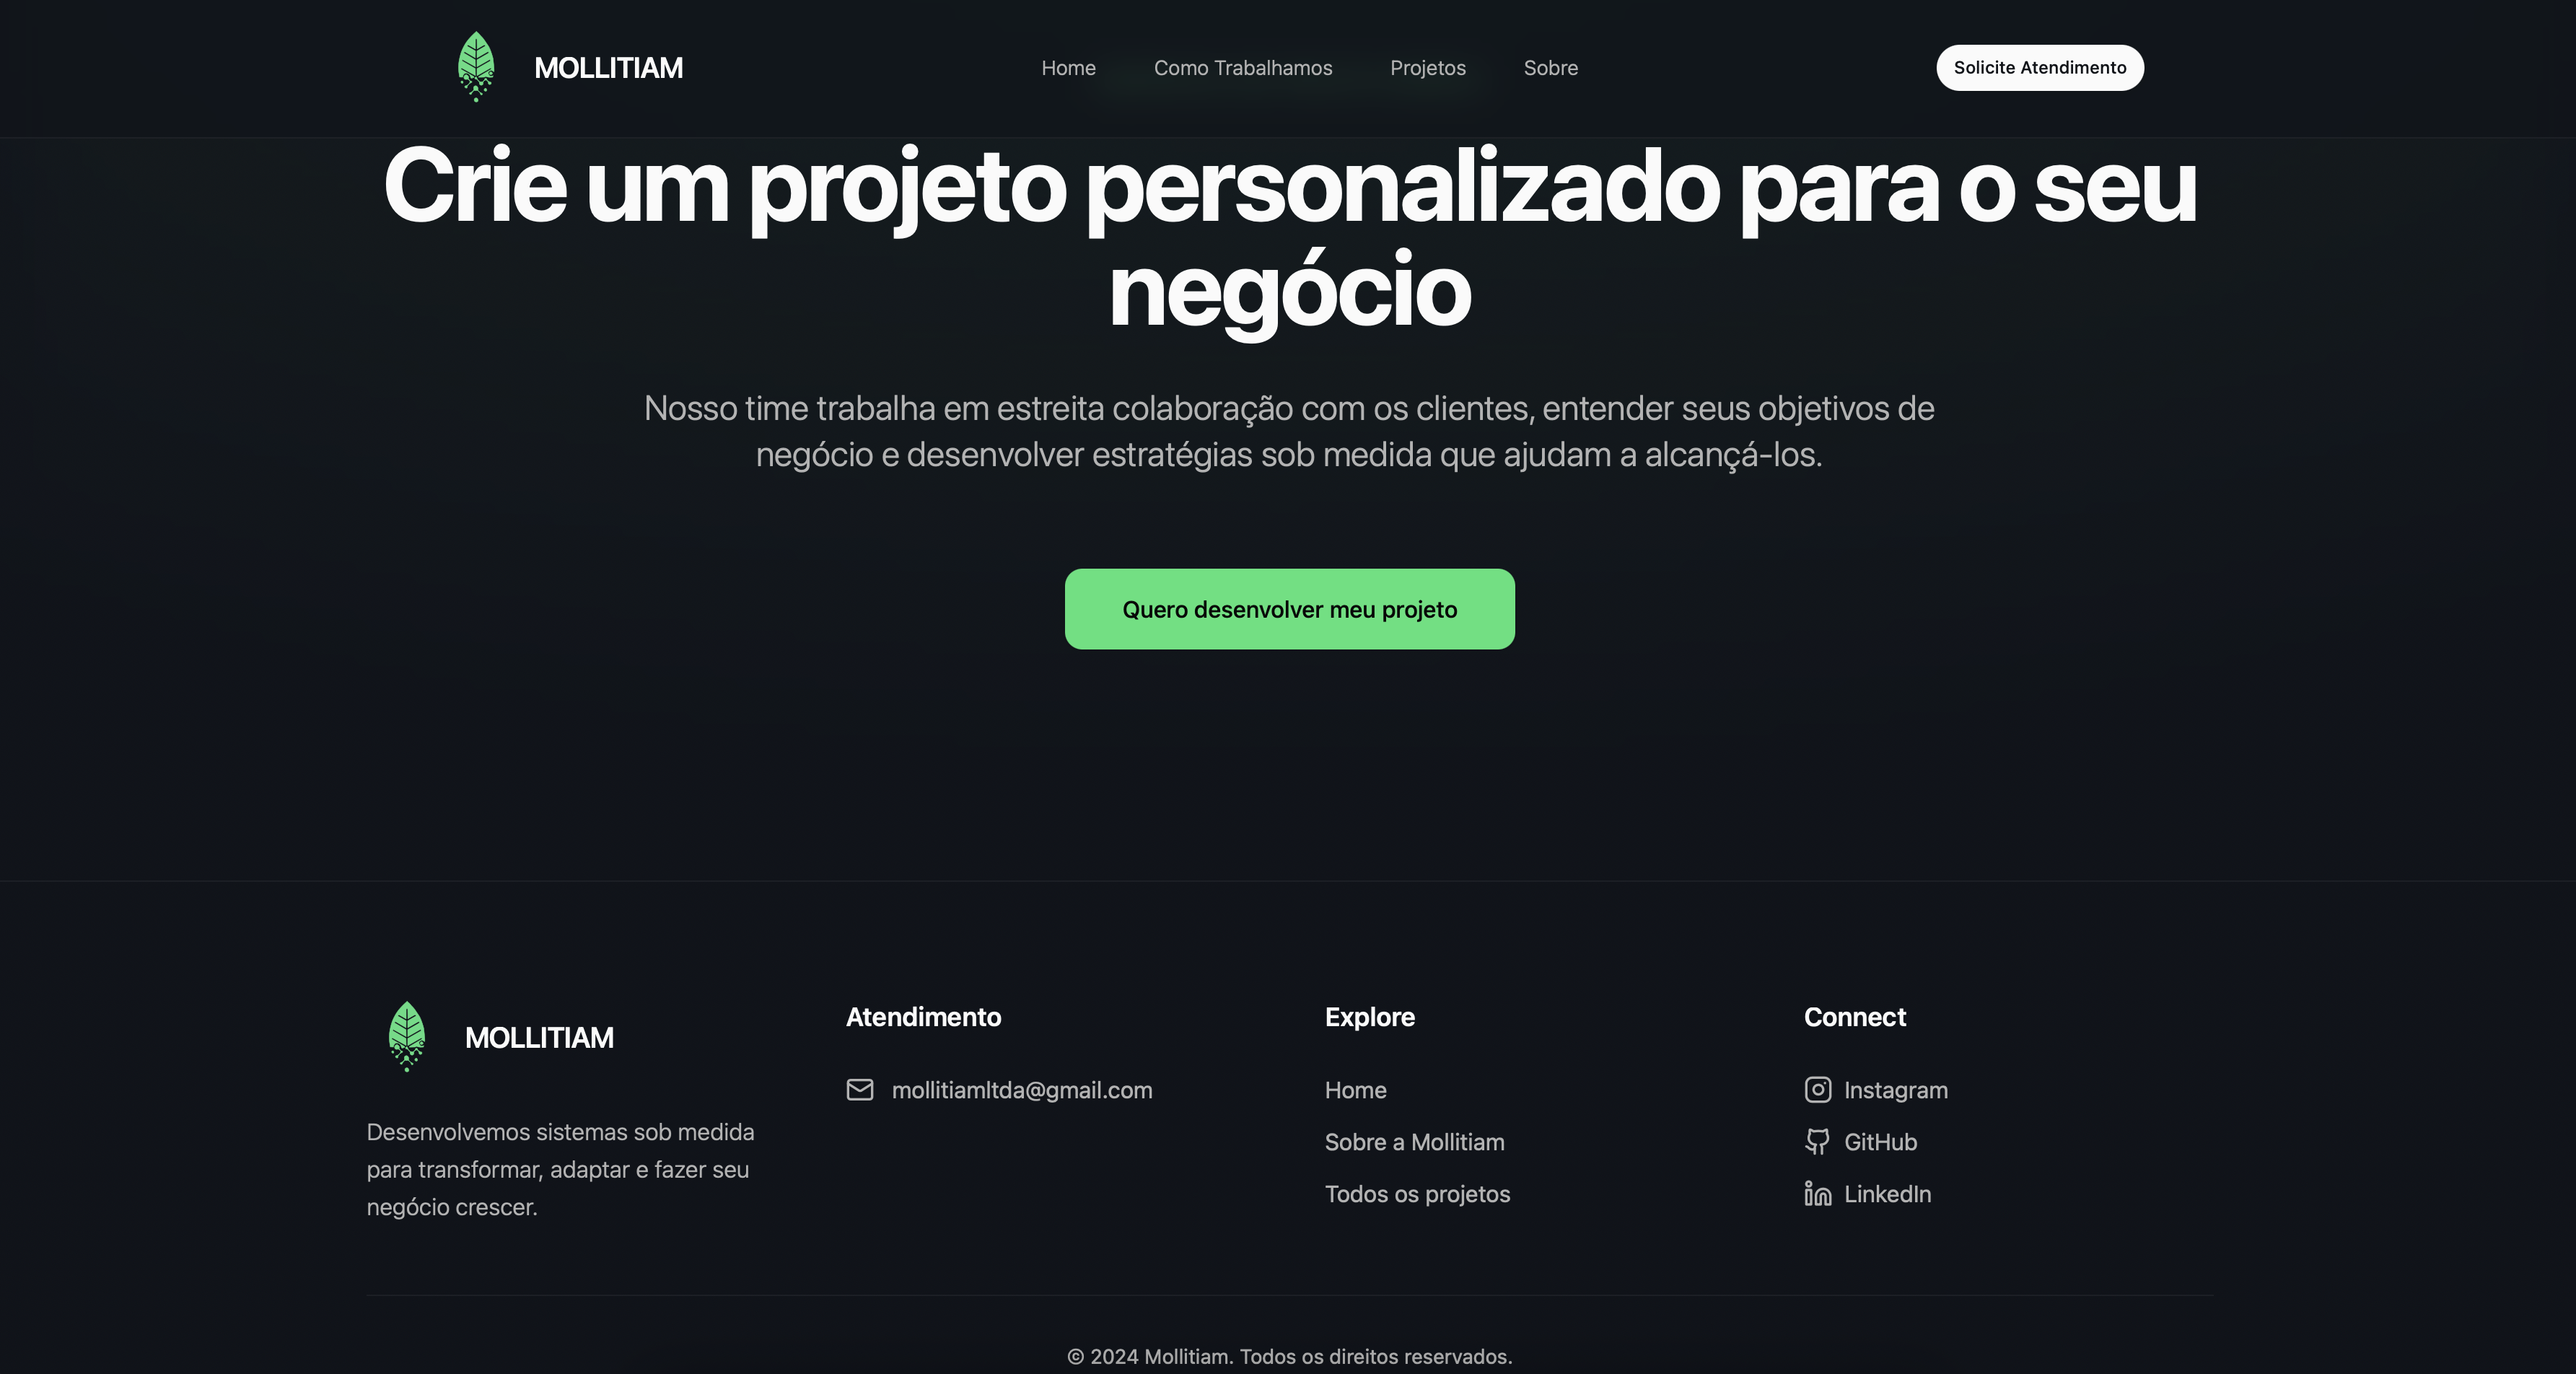 MOLLITIAM
Home
Como Trabalhamos
Projetos
Sobre
Solicite Atendimento
Crie um projeto personalizado para o seu
negócio
Nosso time trabalha em estreita colaboração com os clientes, entender seus objetivos de
negócio e desenvolver estratégias sob medida que ajudam a alcançá-los.
Quero desenvolver meu projeto
MOLLITIAM
Desenvolvemos sistemas sob medida
para transformar, adaptar e fazer seu
negócio crescer.
Atendimento
mollitiamltda@gmail.com
Explore
Home
Sobre a Mollitiam
Todos os projetos
Connect
Instagram
GitHub
LinkedIn
© 2024 Mollitiam. Todos os direitos reservados.